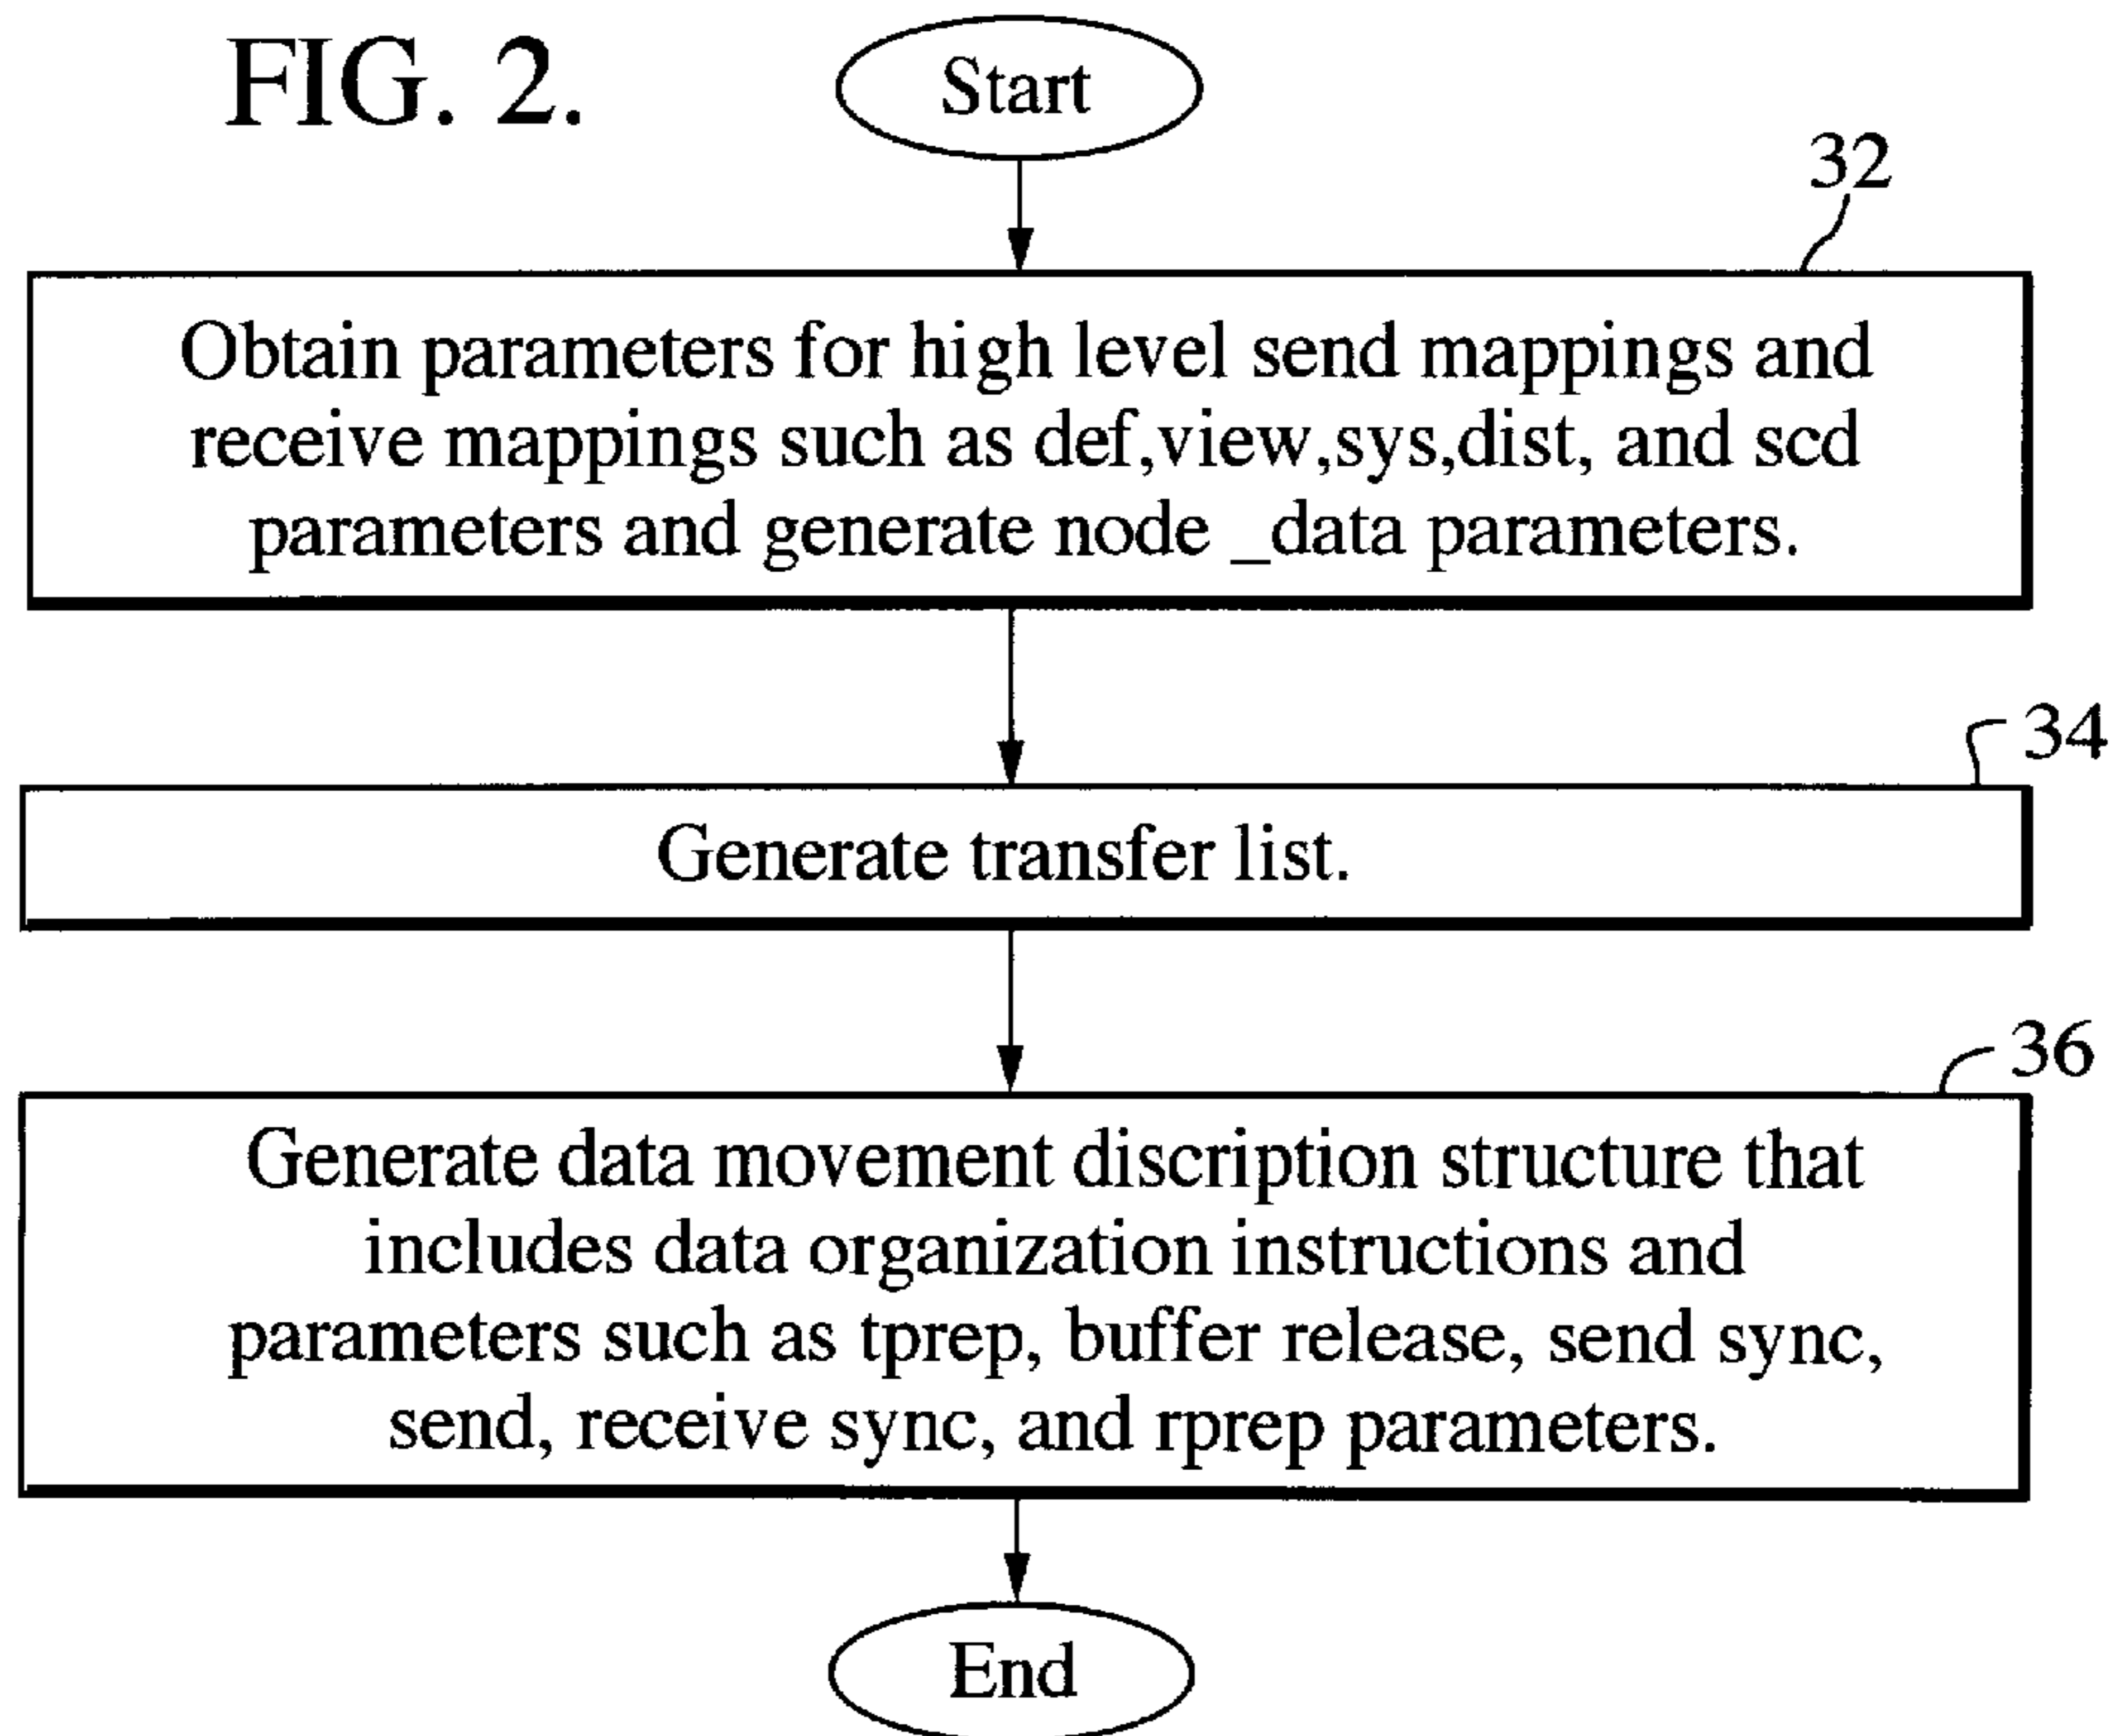 FIG. 2.
Start
32
Obtain parameters for high level send mappings and
receive mappings such as def,view,sys,dist, and scd
parameters and generate node _data parameters.
34
Generate transfer list.
36
Generate data movement discription structure that
includes data organization instructions and
parameters such as tprep, buffer release, send sync,
send, receive sync, and rprep parameters.
End